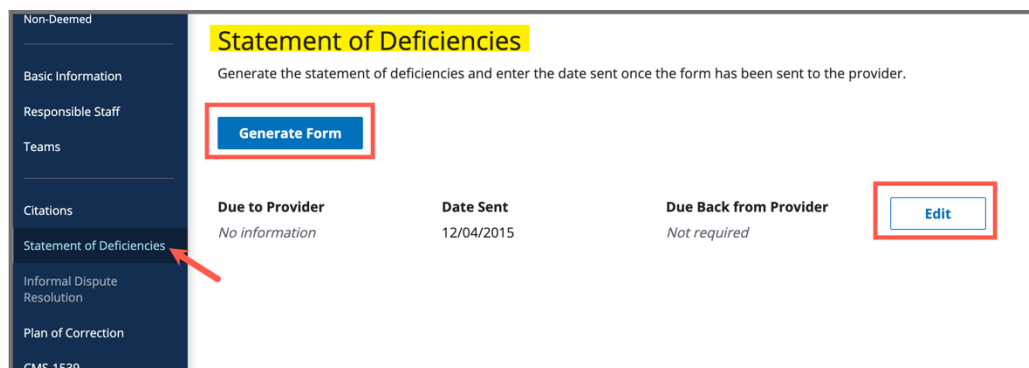 Non-Deemed
Basic Information
Responsible Staff
Teams
Citations
Statement of Deficiencies
Informal Dispute
Resolution
Plan of Correction
CMS 1539
Statement of Deficiencies
Generate the statement of deficiencies and enter the date sent once the form has been sent to the provider.
Generate Form
Due to Provider
No information
Date Sent
12/04/2015
Due Back from Provider
Not required
Edit